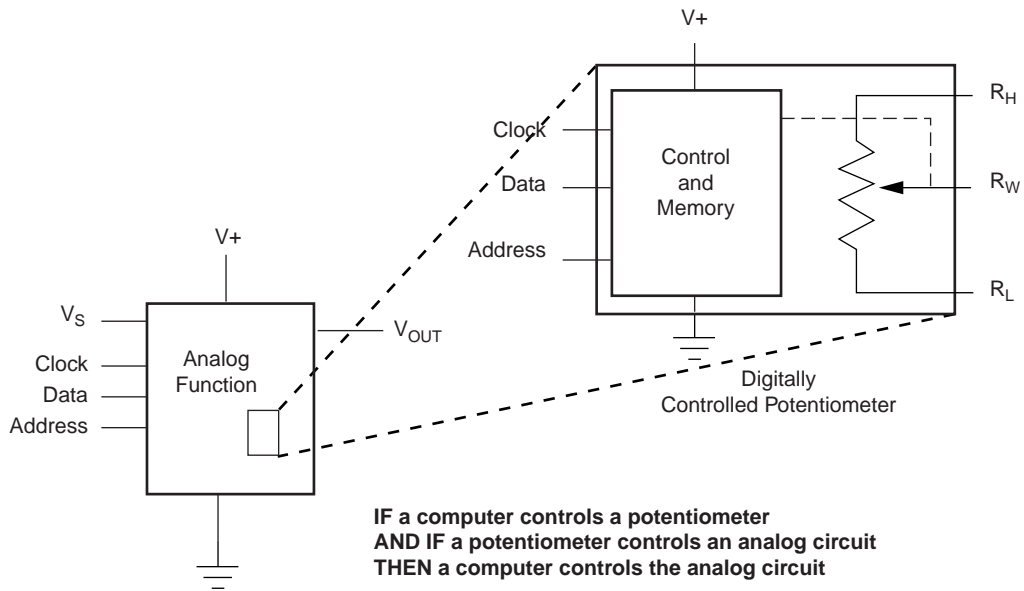 V+
Clock
Data
Address
Control
and
Memory
R_H
R_W
R_L
Digitally
Controlled Potentiometer
V+
V_S
Clock
Data
Address
Analog
Function
V_OUT
IF a computer controls a potentiometer
AND IF a potentiometer controls an analog circuit
THEN a computer controls the analog circuit